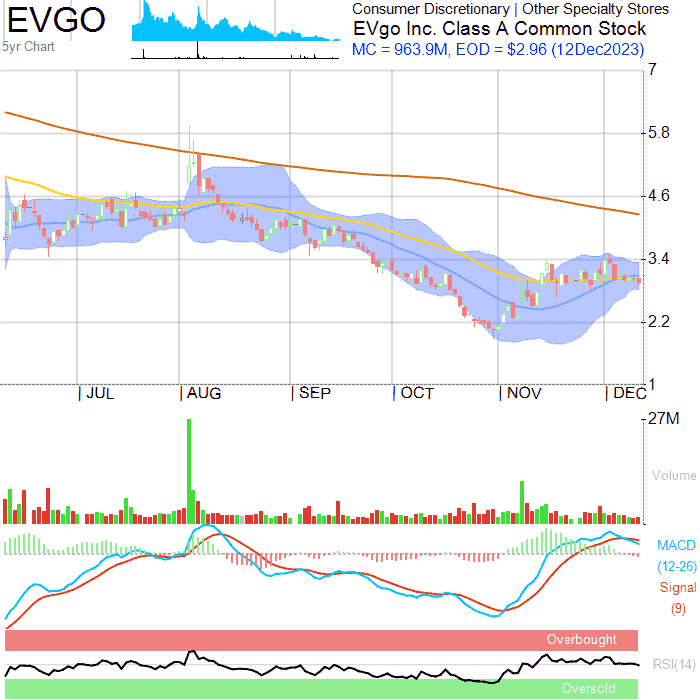 EVGO
5yr Chart
Consumer Discretionary | Other Specialty Stores
EVgo Inc. Class A Common Stock
MC = 963.9M, EOD = $2.96 (12Dec2023)
7
5.8
4.6
3.4
2.2
1
| JUL | AUG | SEP | OCT | NOV | DEC
27M
Volume
MACD
(12-26)
Signal
(9)
Overbought
RSI(14)
Oversold